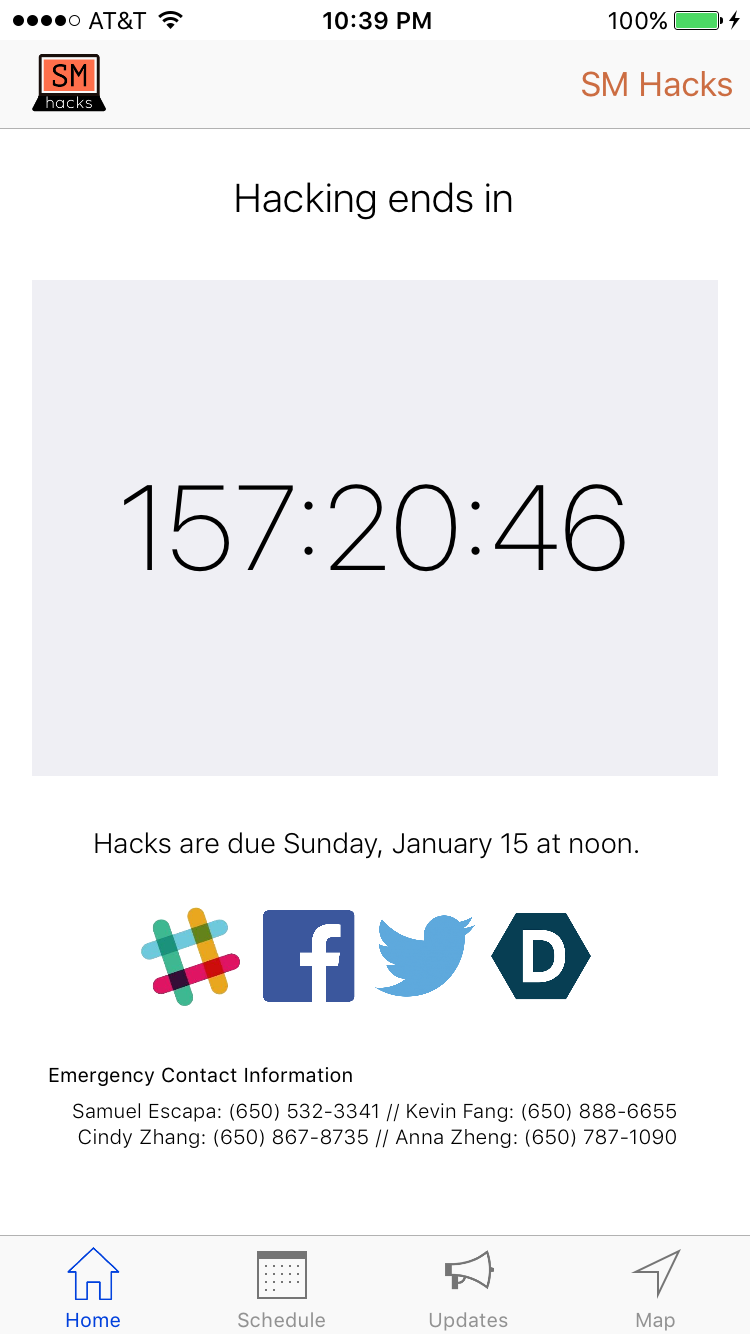 AT&T 10:39 PM 100%
SM
hacks
SM Hacks
Hacking ends in
157:20:46
Hacks are due Sunday, January 15 at noon.
f D
Emergency Contact Information
Samuel Escapa: (650) 532-3341 // Kevin Fang: (650) 888-6655
Cindy Zhang: (650) 867-8735 // Anna Zheng: (650) 787-1090
Home Schedule Updates Map